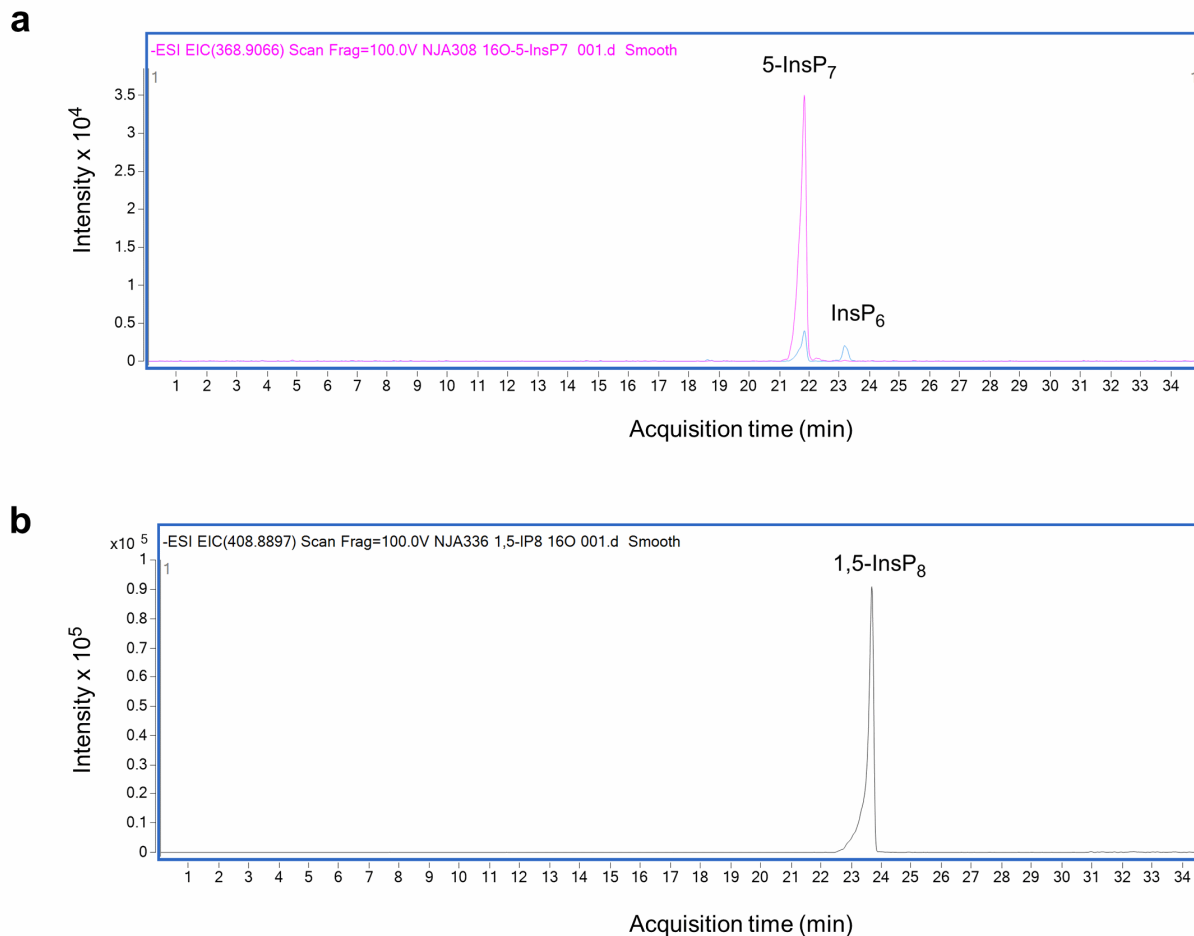 a
-ESI EIC(368.9066) Scan Frag=100.0V NJA308 16O-5-InsP7 001.d Smooth
1
5-InsP7
3.5
3
2.5
2
1.5
1
0.5
0
Intensity x 10^4
InsP6
1 2 3 4 5 6 7 8 9 10 11 12 13 14 15 16 17 18 19 20 21 22 23 24 25 26 27 28 29 30 31 32 33 34
Acquisition time (min)
b
-ESI EIC(408.8897) Scan Frag=100.0V NJA336 1,5-IP8 16O 001.d Smooth
x10 5
1
1,5-InsP8
1
0.9
0.8
0.7
0.6
0.5
0.4
0.3
0.2
0.1
0
Intensity x 10^5
1 2 3 4 5 6 7 8 9 10 11 12 13 14 15 16 17 18 19 20 21 22 23 24 25 26 27 28 29 30 31 32 33 34
Acquisition time (min)